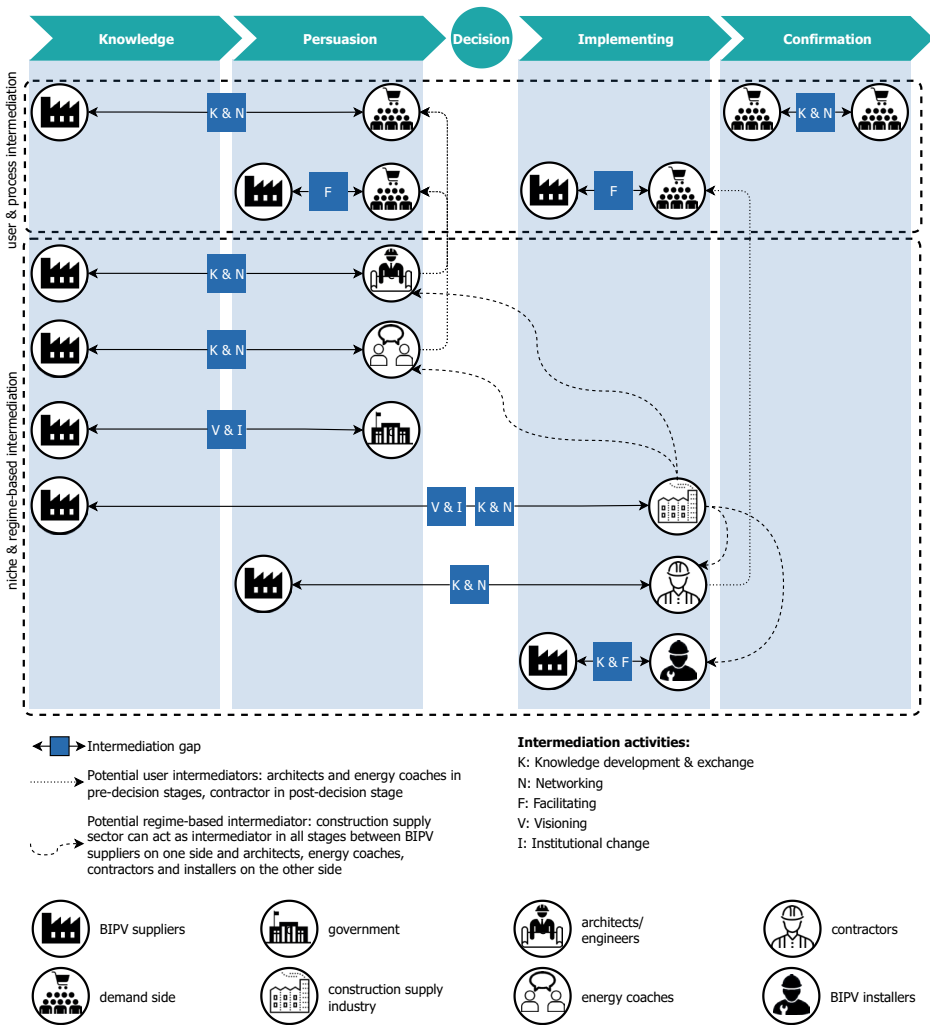 Knowledge
Persuasion
Decision
Implementing
Confirmation
user & process intermediation
K & N
K & N
F
F
niche & regime-based intermediation
K & N
K & N
V & I
V & I
K & N
K & N
K & F
Intermediation gap
Potential user intermediators: architects and energy coaches in
pre-decision stages, contractor in post-decision stage
Potential regime-based intermediator: construction supply
sector can act as intermediator in all stages between BIPV
suppliers on one side and architects, energy coaches,
contractors and installers on the other side
Intermediation activities:
K: Knowledge development & exchange
N: Networking
F: Facilitating
V: Visioning
I: Institutional change
BIPV suppliers
government
architects/
engineers
contractors
demand side
construction supply
industry
energy coaches
BIPV installers